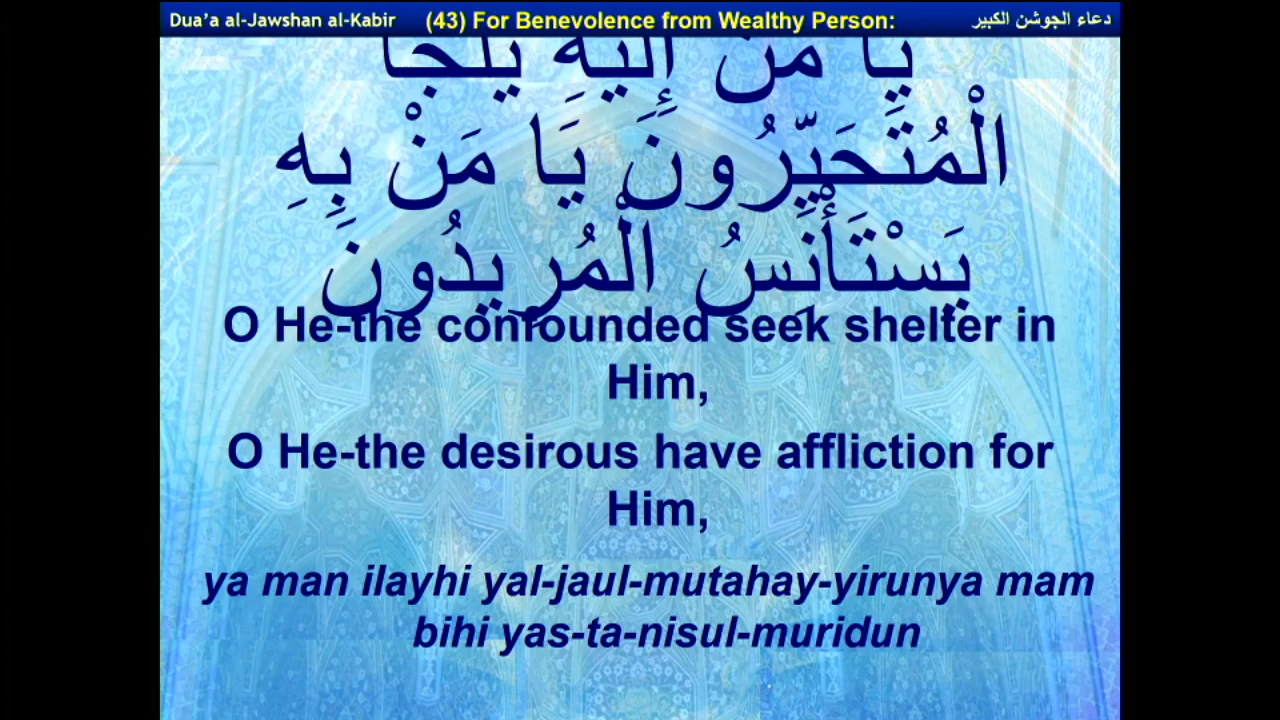 Dua'a al-Jawshan al-Kabir (43) For Benevolence from Wealthy Person: دعاء الجوشن الكبير
يَا مَنْ إِلَيْهِ يَلْجَأُ
الْمُتَحَيِّرُونَ يَا مَنْ بِهِ
يَسْتَأْنِسُ الْمُرِيدُونَ
O He-the confounded seek shelter in
Him,
O He-the desirous have affliction for
Him,
ya man ilayhi yal-jaul-mutahay-yirunya mam
bihi yas-ta-nisul-muridun